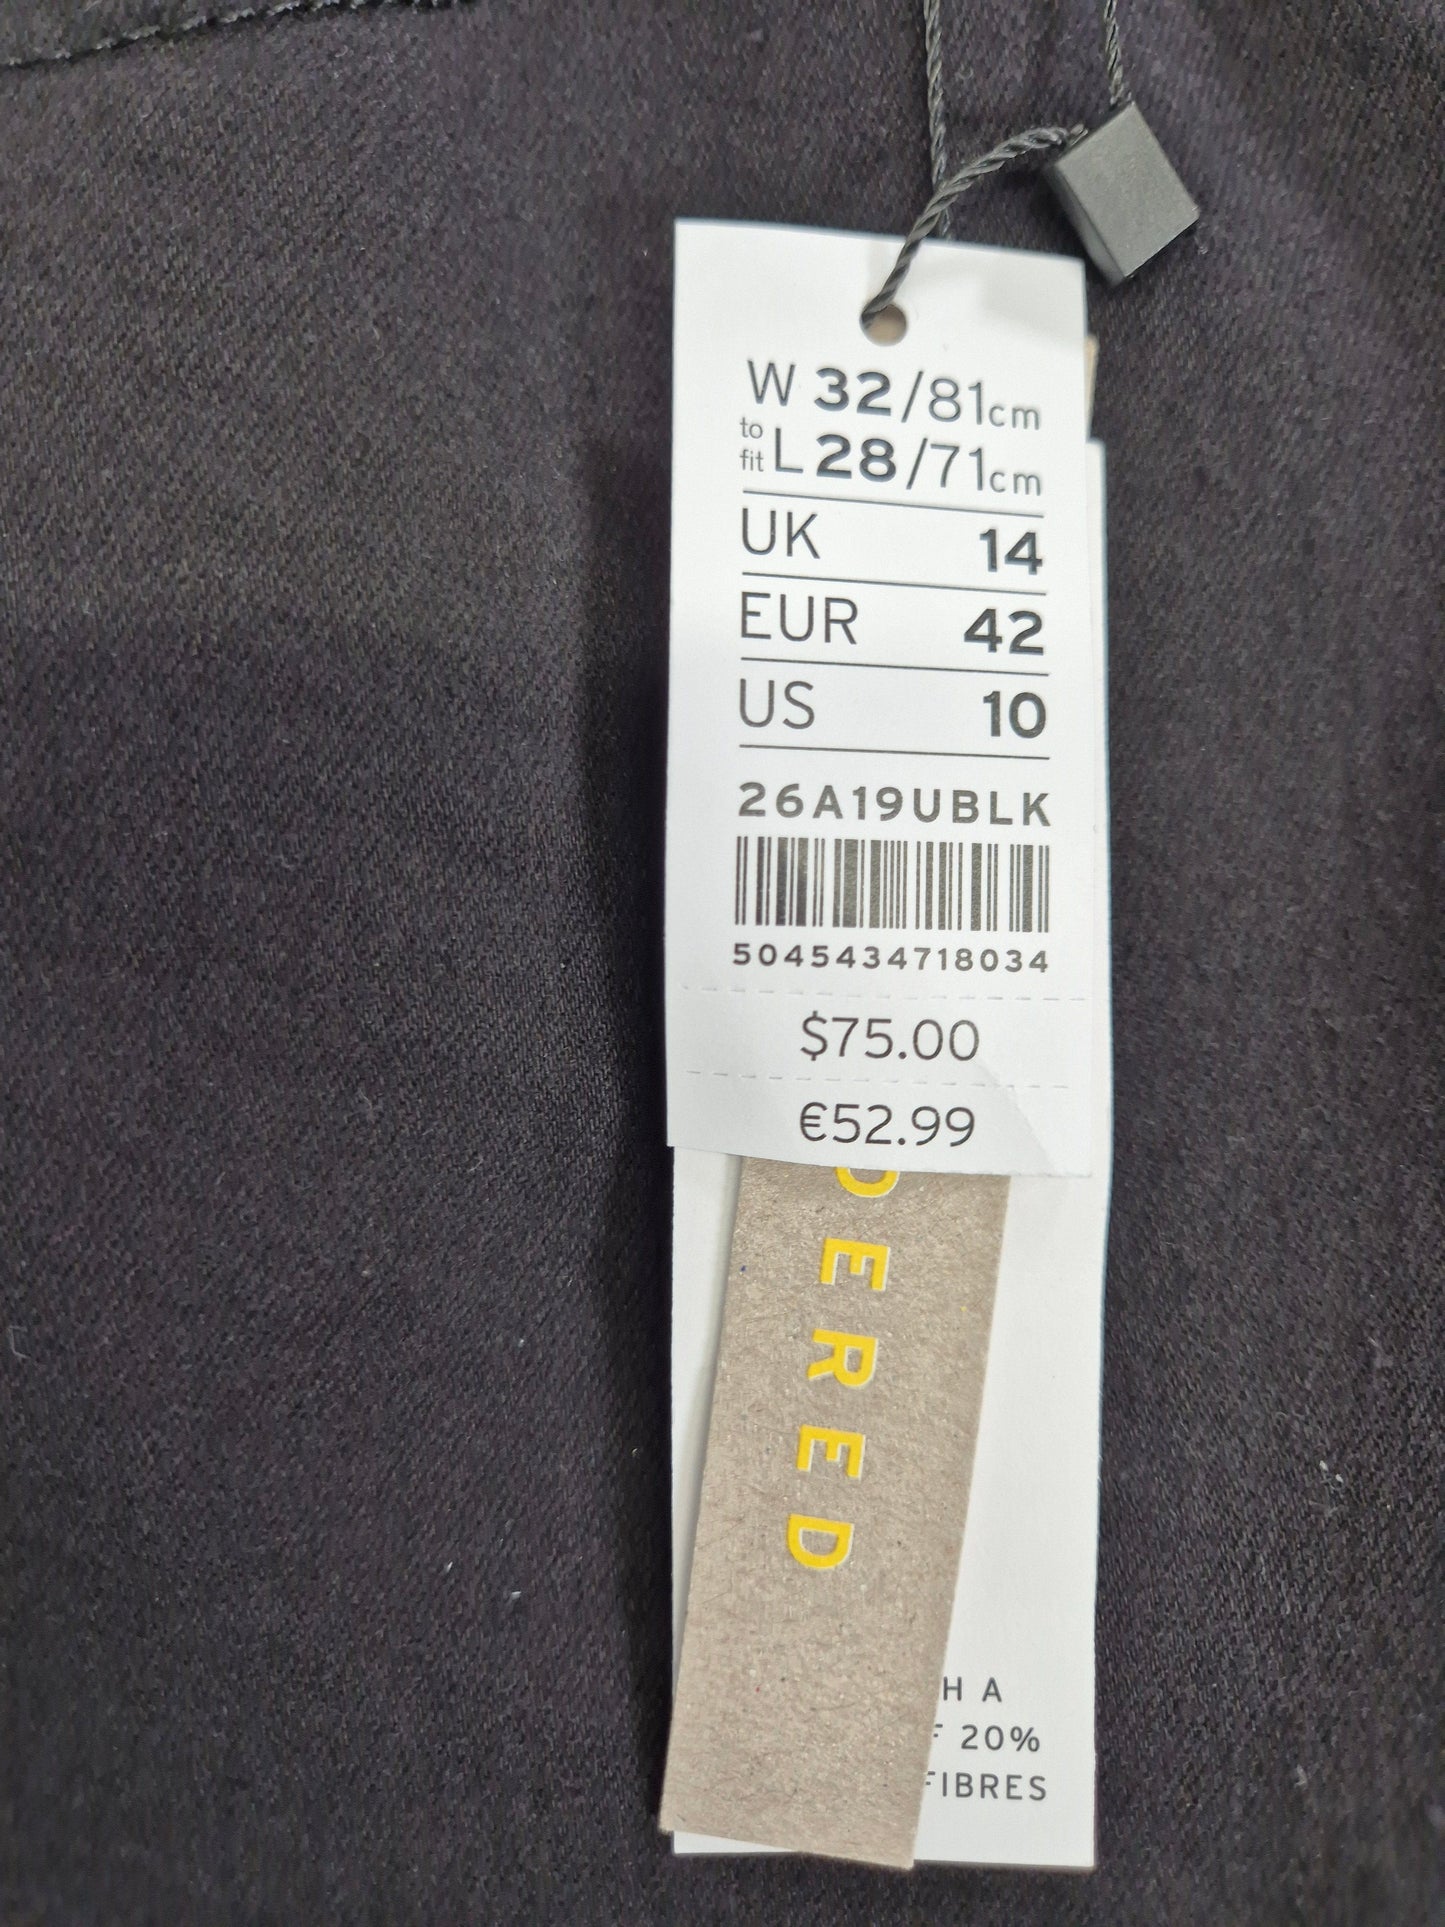 W 32/81cm
to fit L 28/71cm
UK 14
EUR 42
US 10
26A19UBLK
5045434718034
$75.00
€52.99
DERED
H A
F 20%
FIBRES